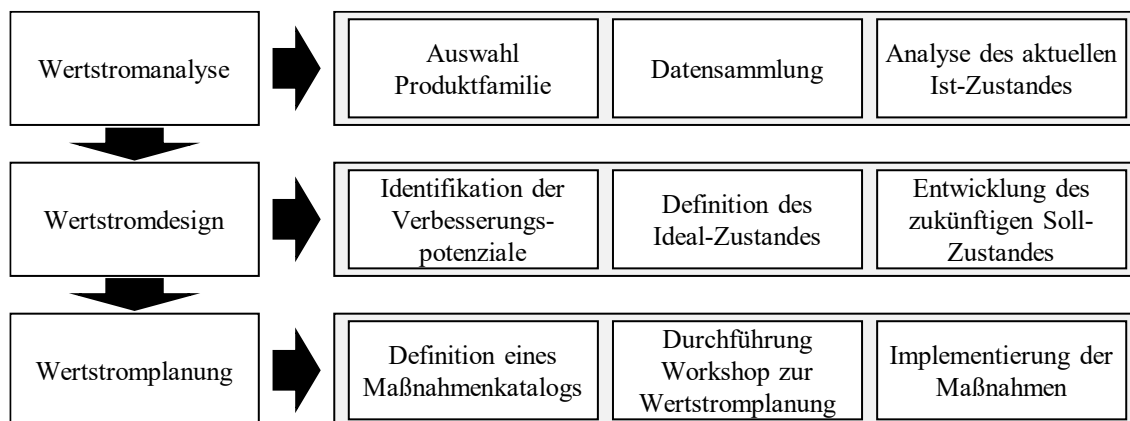 Wertstromanalyse
Auswahl
Produktfamilie
Datensammlung
Analyse des aktuellen
Ist-Zustandes
Wertstromdesign
Identifikation der
Verbesserungs-
potenziale
Definition des
Ideal-Zustandes
Entwicklung des
zukünftigen Soll-
Zustandes
Wertstromplanung
Definition eines
Maßnahmenkatalogs
Durchführung
Workshop zur
Wertstromplanung
Implementierung der
Maßnahmen